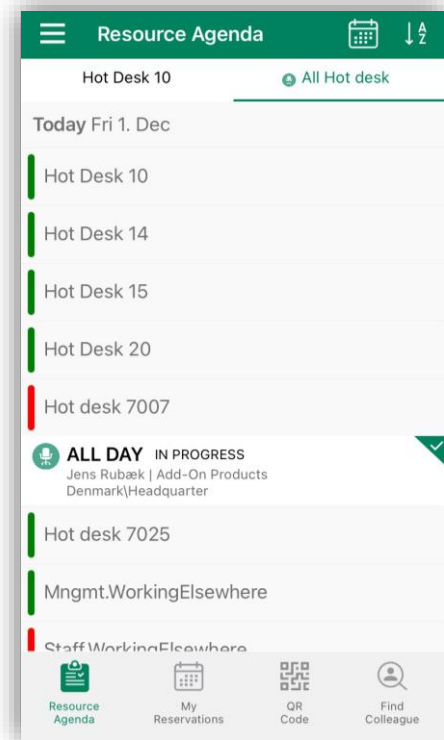 Resource Agenda
A
Z
Hot Desk 10
All Hot desk
Today Fri 1. Dec
Hot Desk 10
Hot Desk 14
Hot Desk 15
Hot Desk 20
Hot desk 7007
ALL DAY IN PROGRESS
Jens Rubæk | Add-On Products
Denmark\Headquarter
Hot desk 7025
Mngmt.WorkingElsewhere
Staff.WorkingElsewhere
Resource
Agenda
My
Reservations
QR
Code
Find
Colleague